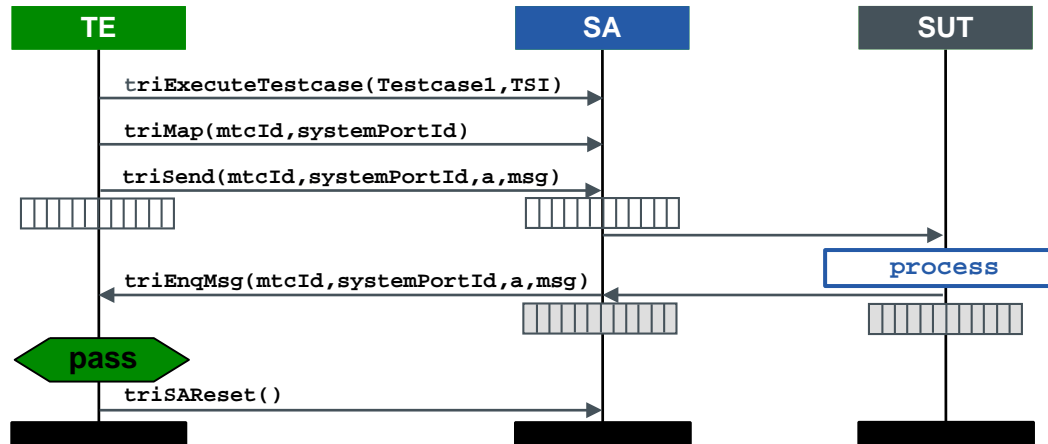 TE SA SUT
triExecuteTestcase(Testcase1,TSI)
triMap(mtcId,systemPortId)
triSend(mtcId,systemPortId,a,msg)
process
triEnqMsg(mtcId,systemPortId,a,msg)
pass
triSAReset()